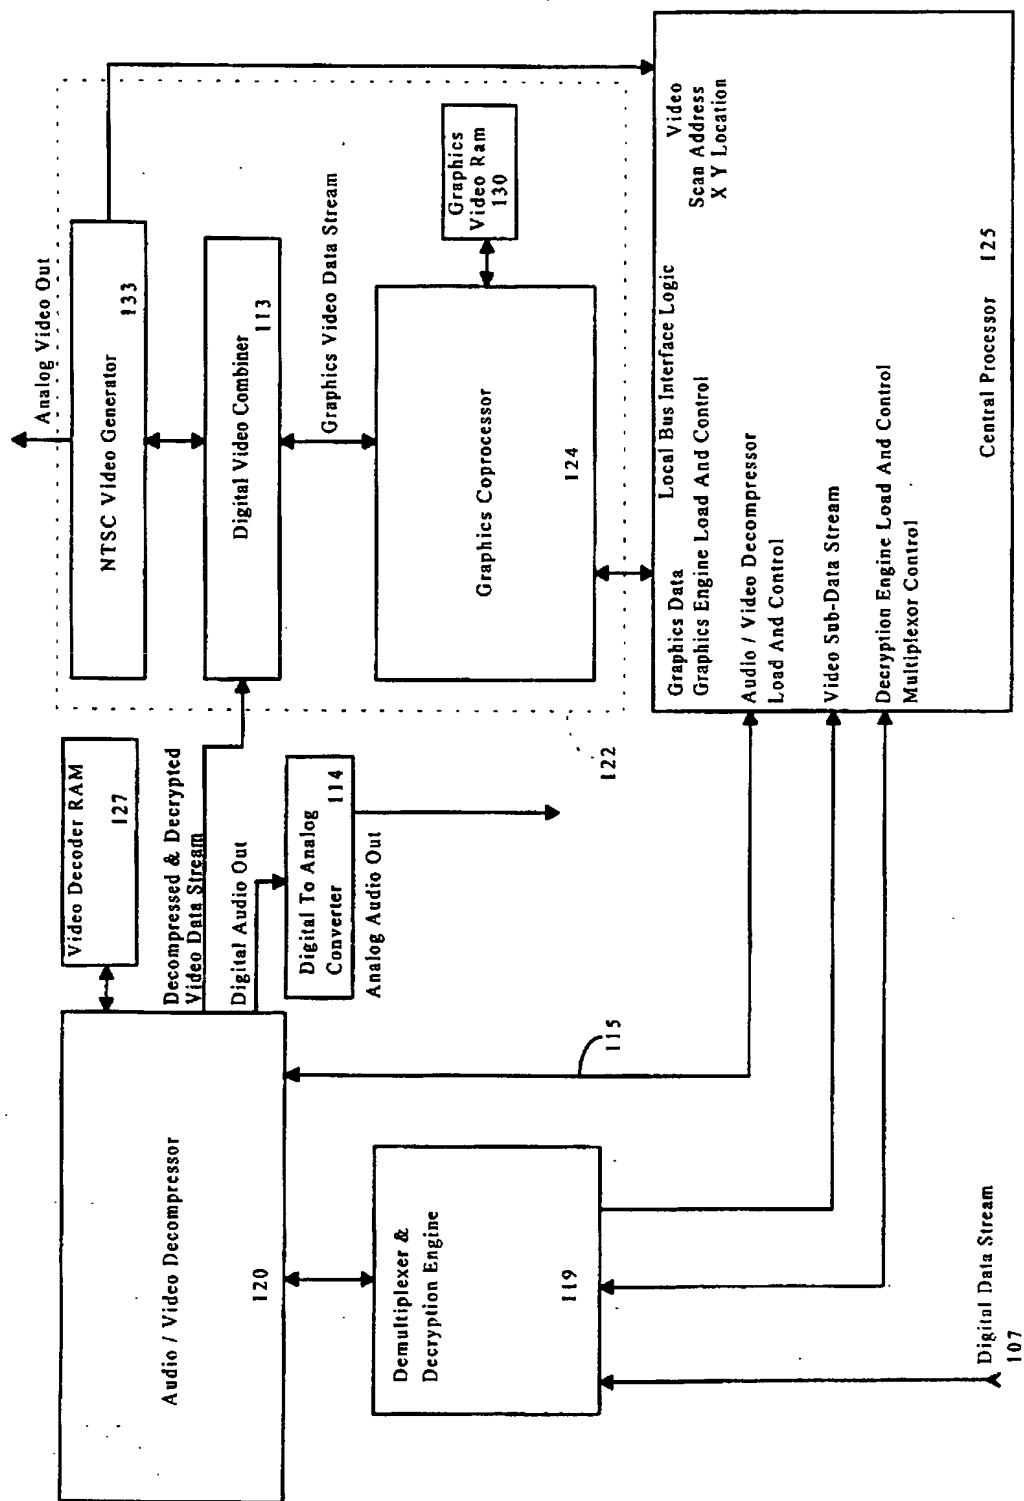 Audio / Video Decompressor
120
Video Decoder RAM
127
Decompressed & Decrypted
Video Data Stream
Digital Audio Out
Digital To Analog
Converter
114
Analog Audio Out
Demultiplexer &
Decryption Engine
119
115
Digital Data Stream
107
122
Analog Video Out
NTSC Video Generator
133
Digital Video Combiner
113
Graphics Video Data Stream
Graphics Coprocessor
124
Graphics
Video Ram
130
Graphics Data
Local Bus Interface Logic
Graphics Engine Load And Control
Video
Scan Address
X Y Location
Audio / Video Decompressor
Load And Control
Video Sub-Data Stream
Decryption Engine Load And Control
Multiplexor Control
Central Processor
125